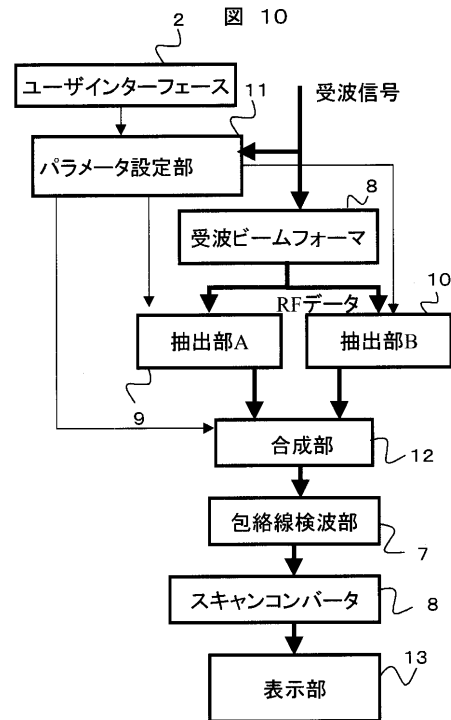 図 10
2
ユーザインターフェース
11
受波信号
パラメータ設定部
8
受波ビームフォーマ
RFデータ
10
抽出部A
抽出部B
9
合成部
12
包絡線検波部
7
スキャンコンバータ
8
表示部
13